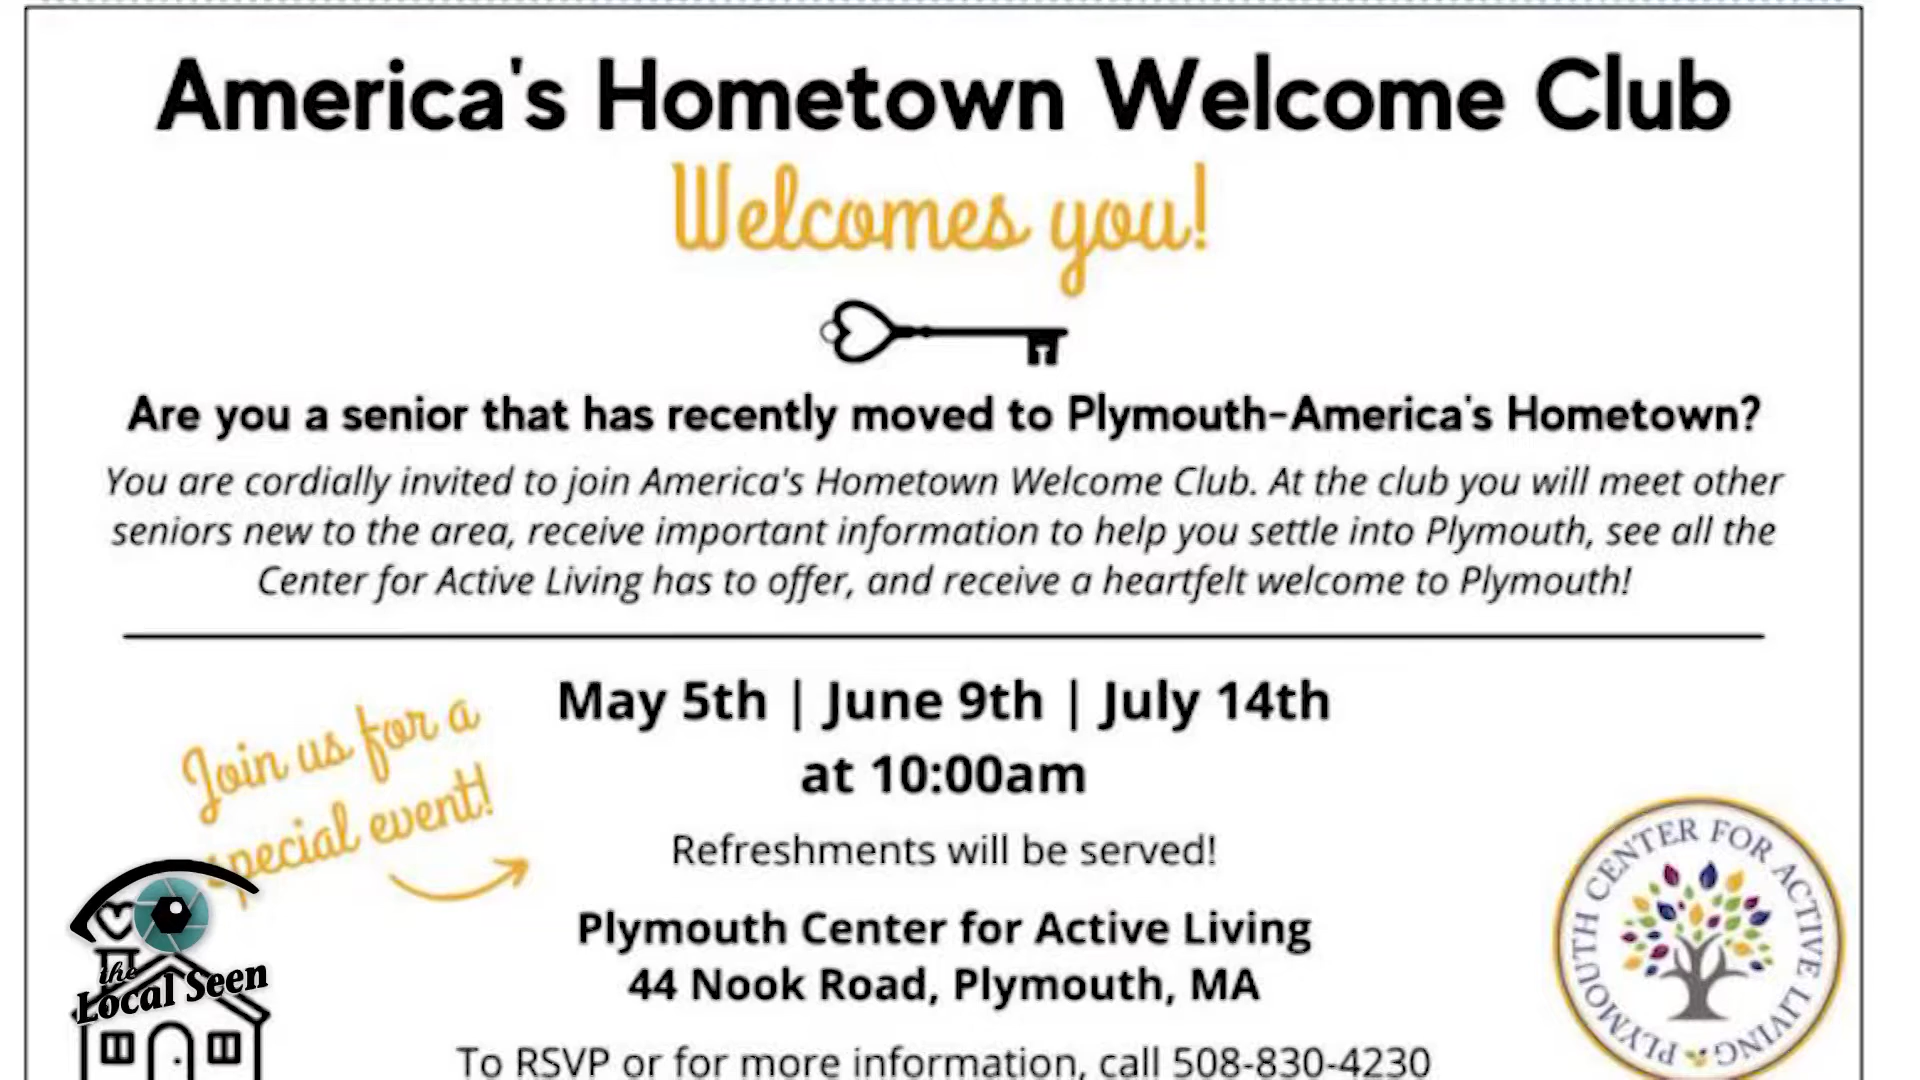 America's Hometown Welcome Club
Welcomes you!
Are you a senior that has recently moved to Plymouth-America's Hometown?
You are cordially invited to join America's Hometown Welcome Club. At the club you will meet other
seniors new to the area, receive important information to help you settle into Plymouth, see all the
Center for Active Living has to offer, and receive a heartfelt welcome to Plymouth!
May 5th | June 9th | July 14th
at 10:00am
Join us for a
special event!
Refreshments will be served!
Plymouth Center for Active Living
44 Nook Road, Plymouth, MA
To RSVP or for more information, call 508-830-4230
the
Local Seen
PLYMOUTH CENTER FOR ACTIVE LIVING